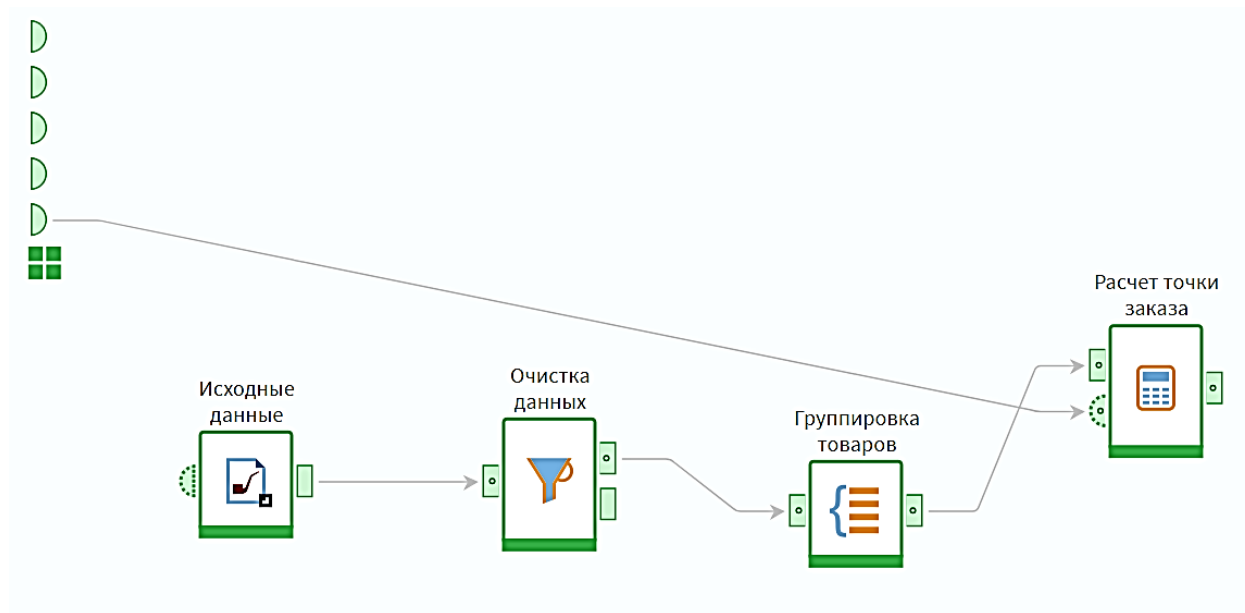 Исходные
данные
Очистка
данных
Группировка
товаров
Расчет точки
заказа